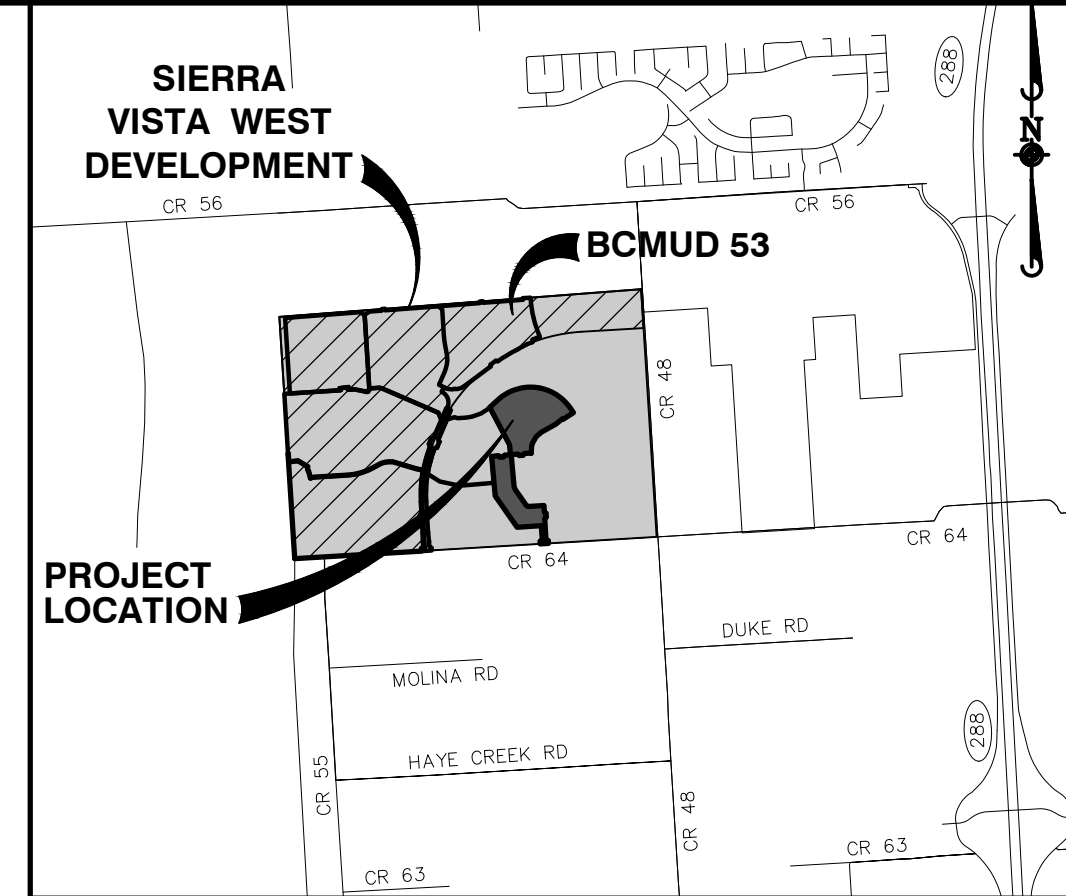 SIERRA
VISTA WEST
DEVELOPMENT
288
N
CR 56
CR 56
BCMUD 53
CR 48
CR 64
CR 64
PROJECT
LOCATION
DUKE RD
MOLINA RD
288
HAYE CREEK RD
CR 55
CR 48
CR 63
CR 63